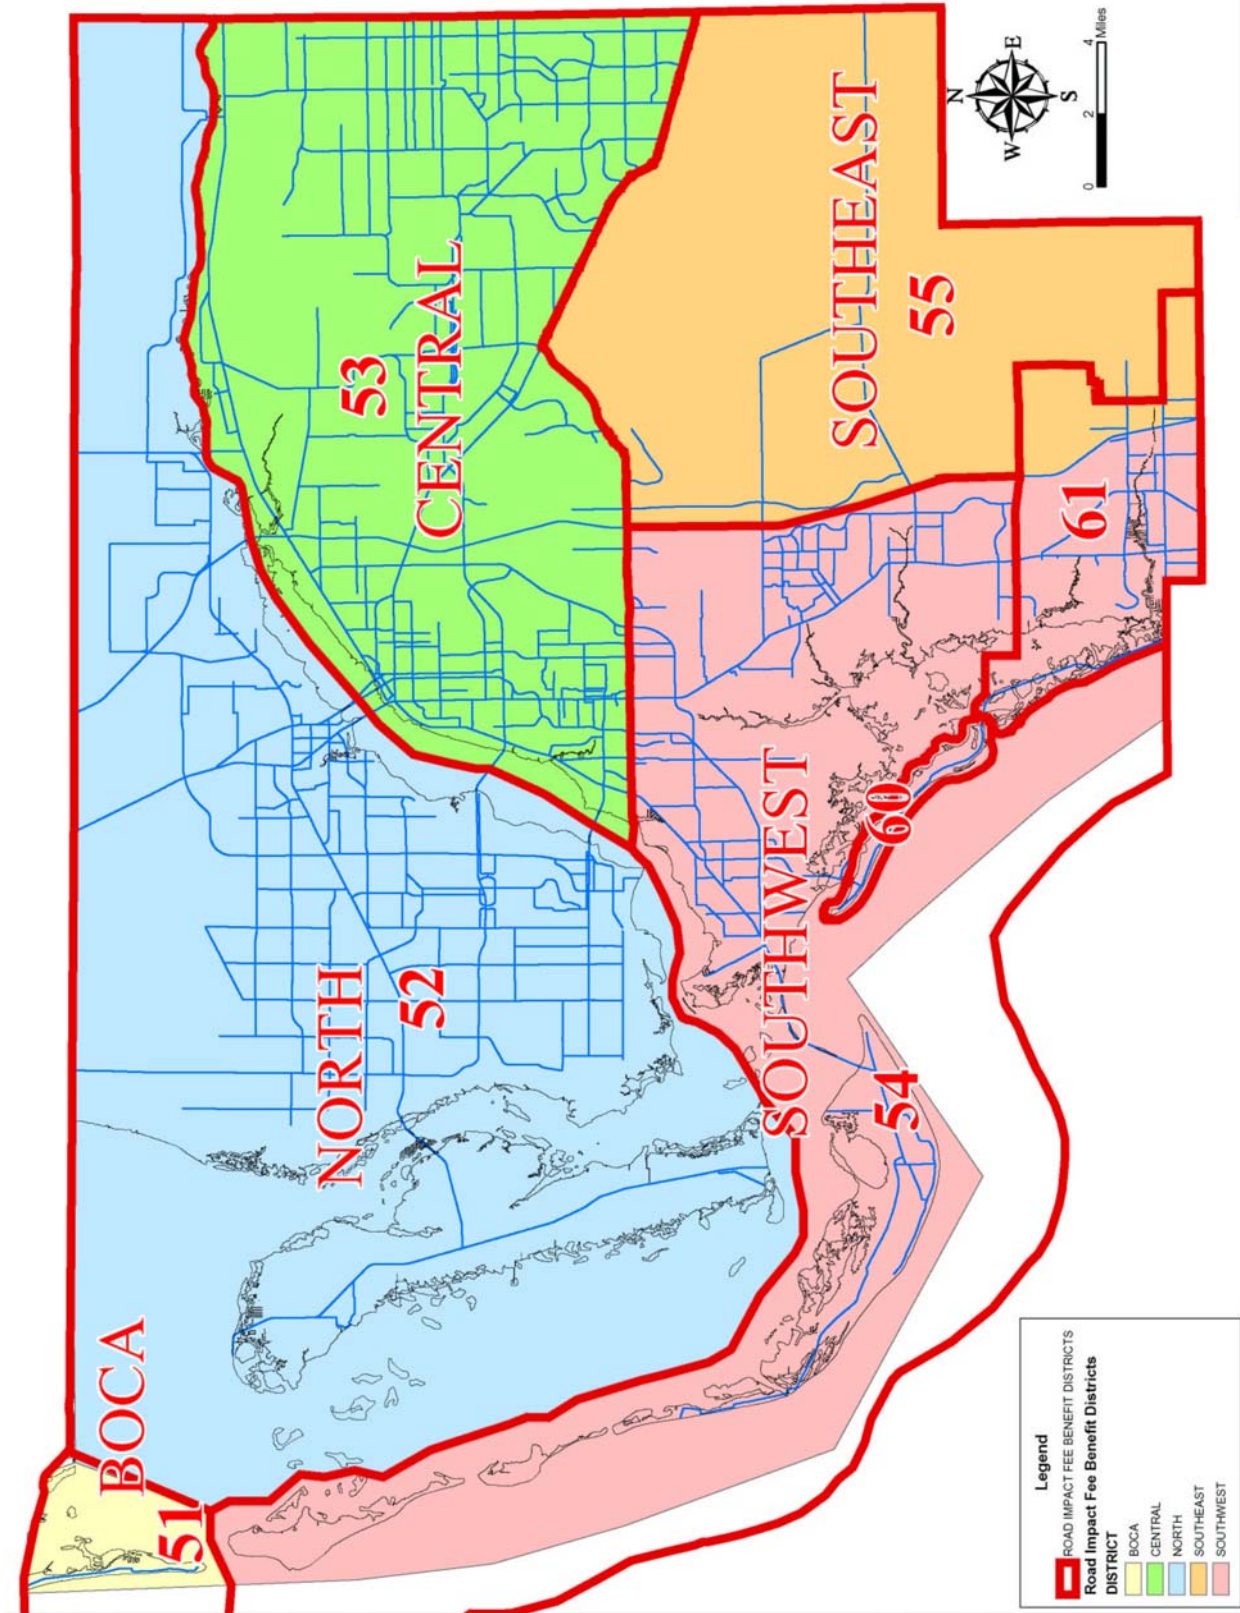 BOCA
51
NORTH
52
53
CENTRAL
SOUTHWEST
54
60
SOUTHEAST
55
61
N
E
S
W
0 2 4
Miles
Legend
ROAD IMPACT FEE BENEFIT DISTRICTS
Road Impact Fee Benefit Districts
DISTRICT
BOCA
CENTRAL
NORTH
SOUTHEAST
SOUTHWEST